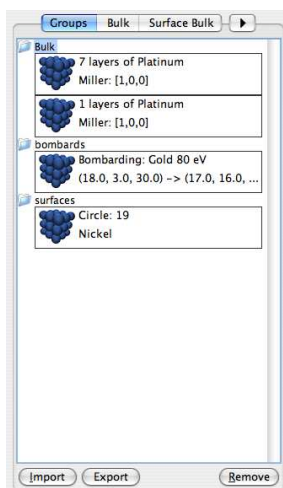 Groups Bulk Surface Bulk
Bulk
7 layers of Platinum
Miller: [1,0,0]
1 layers of Platinum
Miller: [1,0,0]
bombards
Bombarding: Gold 80 eV
(18.0, 3.0, 30.0) -> (17.0, 16.0, ...
surfaces
Circle: 19
Nickel
Import Export Remove